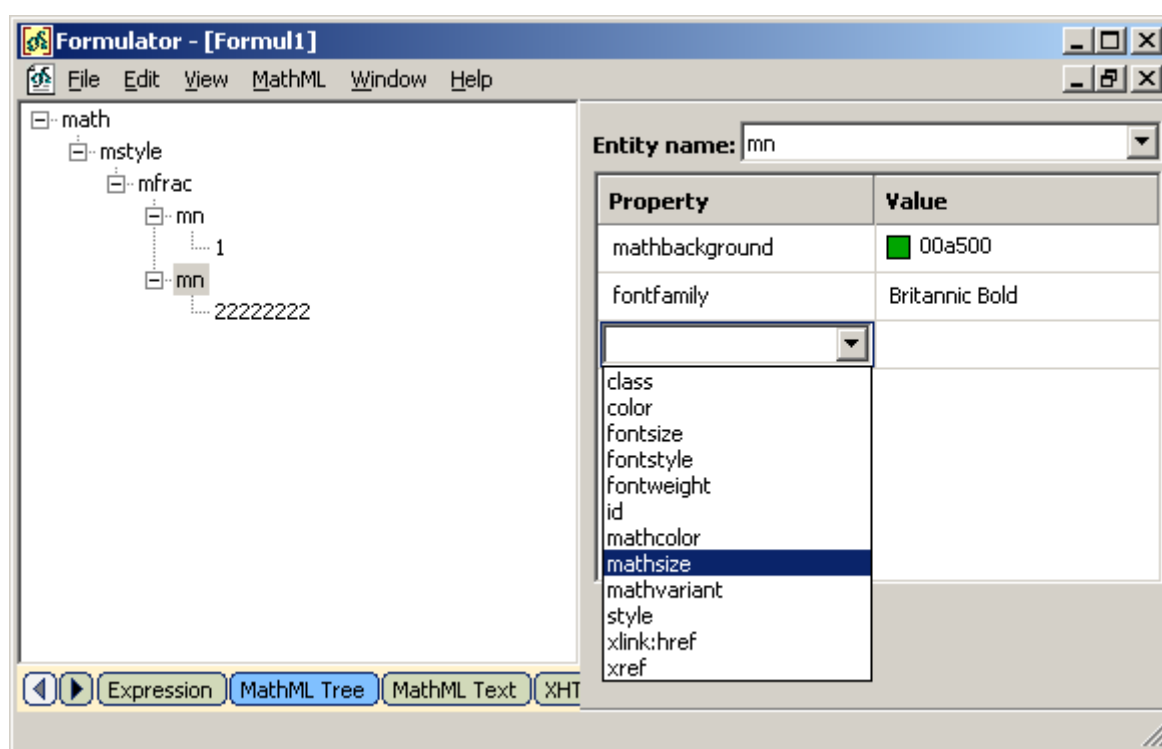 Formulator - [Formul1]
File Edit View MathML Window Help
math
mstyle
mfrac
mn
1
mn
22222222
Entity name: mn
Property Value
mathbackground 00a500
fontfamily Britannic Bold
class
color
fontsize
fontstyle
fontweight
id
mathcolor
mathsize
mathvariant
style
xlink:href
xref
Expression MathML Tree MathML Text XHT